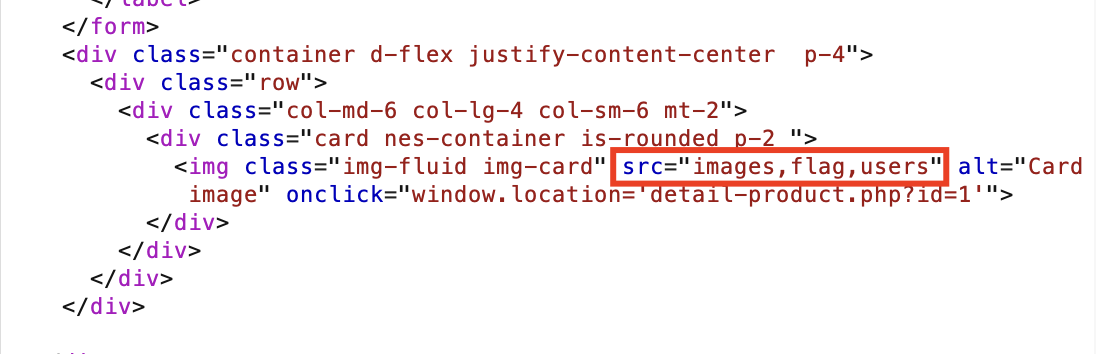 </form>
<div class="container d-flex justify-content-center  p-4">
<div class="row">
<div class="col-md-6 col-lg-4 col-sm-6 mt-2">
<div class="card nes-container is-rounded p-2 ">
<img class="img-fluid img-card" src="images,flag,users" alt="Card
image" onclick="window.location='detail-product.php?id=1'">
</div>
</div>
</div>
</div>